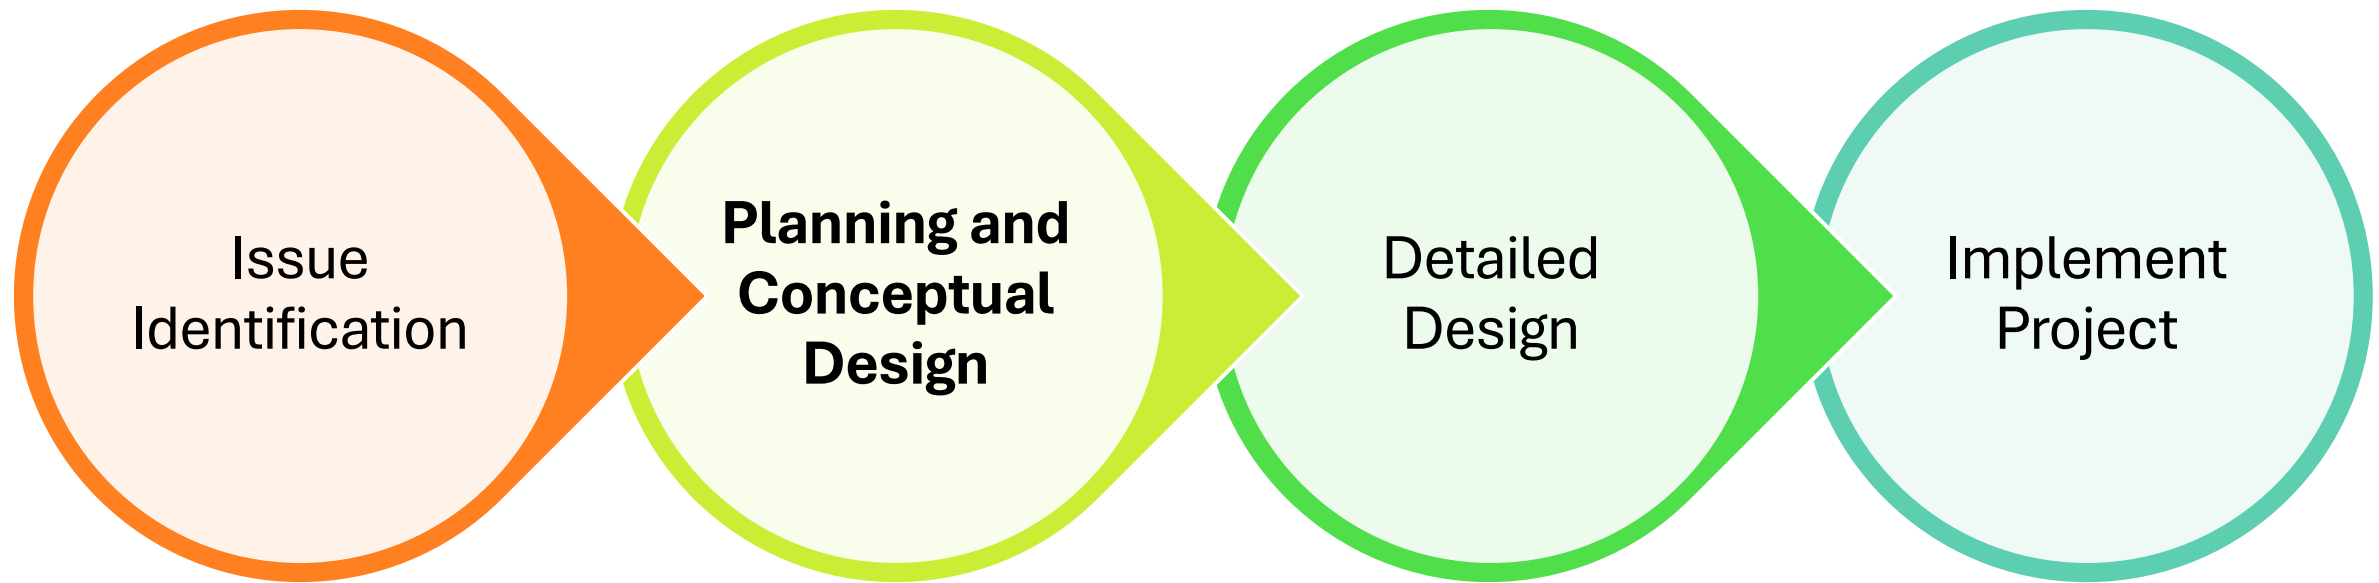 Issue
Identification
Planning and
Conceptual
Design
Detailed
Design
Implement
Project